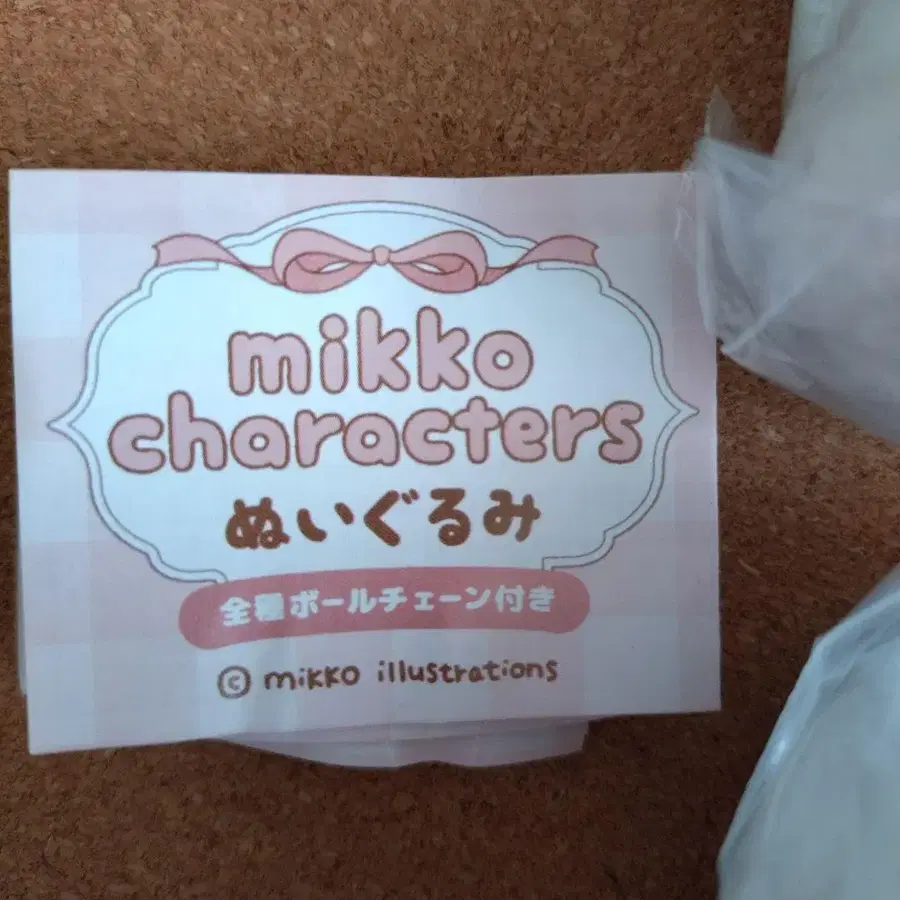 mikko
characters
ぬいぐるみ
全種ボールチェーン付き
© mikko illustrations